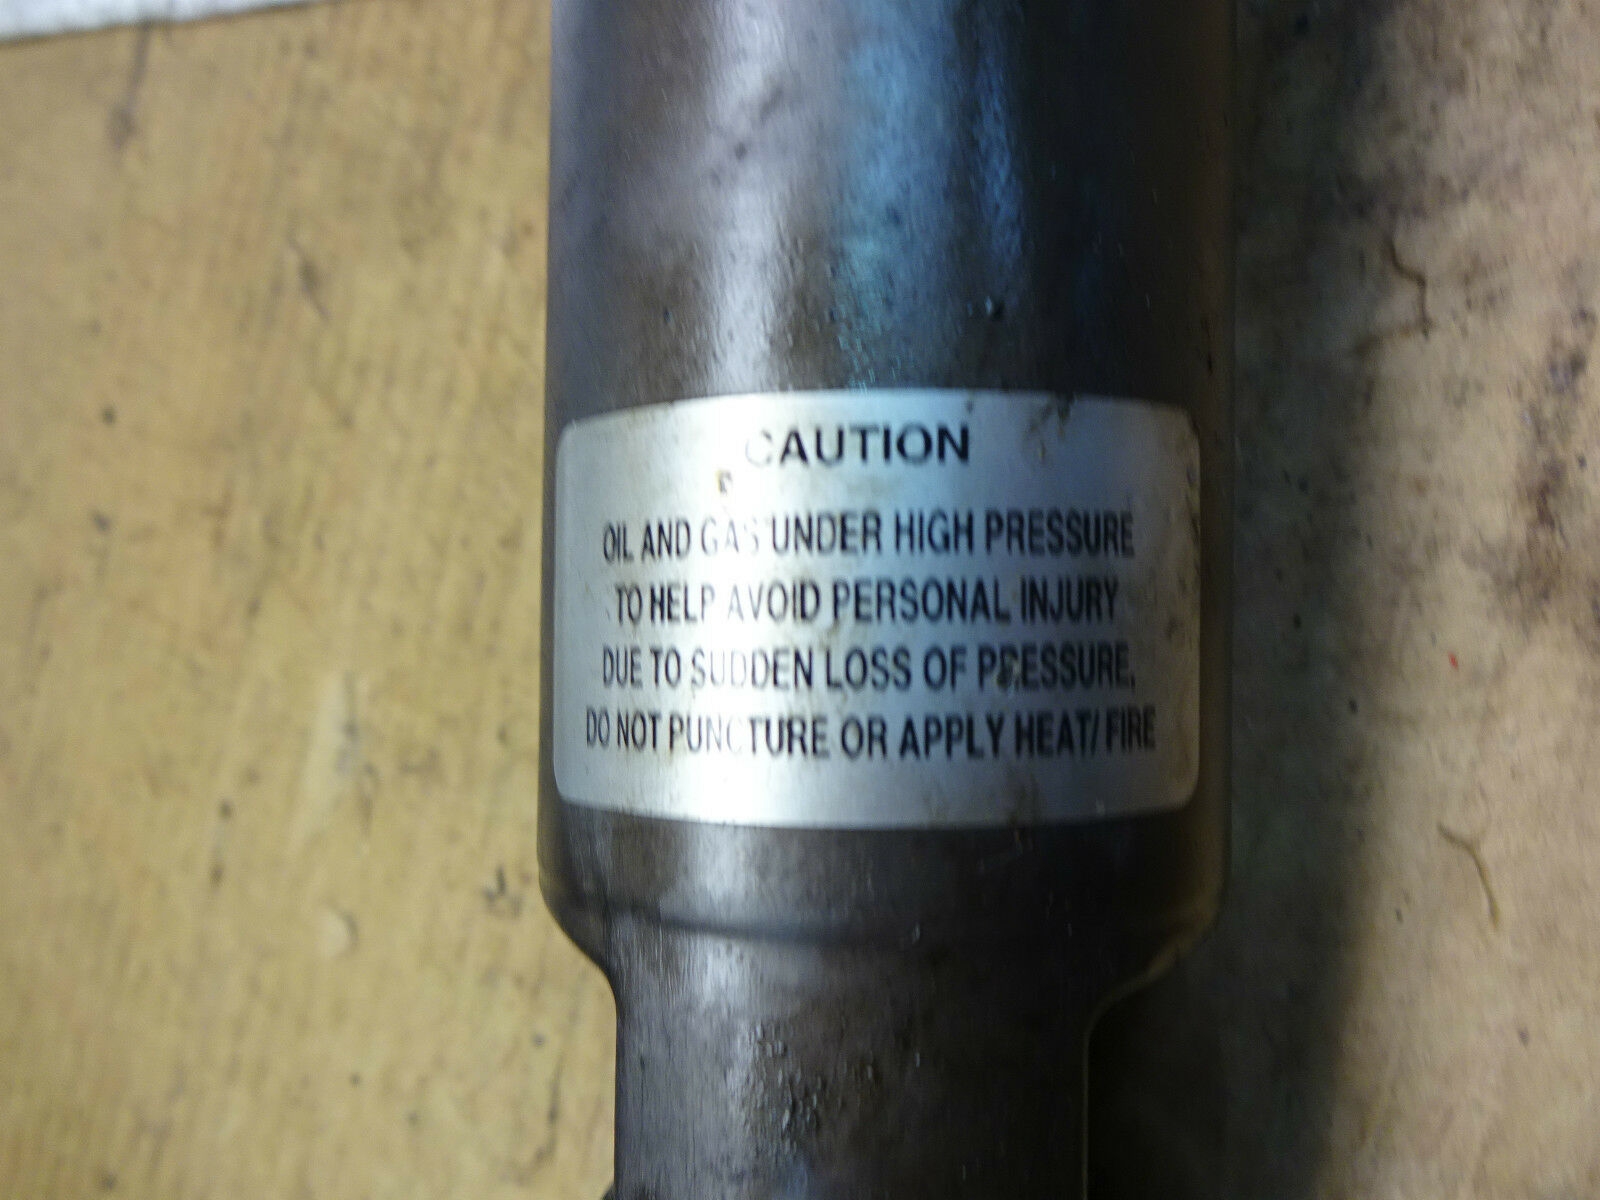 CAUTION
OIL AND GAS UNDER HIGH PRESSURE
TO HELP AVOID PERSONAL INJURY
DUE TO SUDDEN LOSS OF PRESSURE,
DO NOT PUNCTURE OR APPLY HEAT/ FIRE